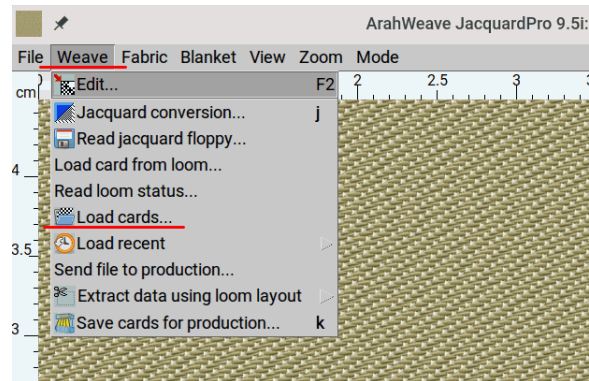 ArahWeave JacquardPro 9.5i:
File Weave Fabric Blanket View Zoom Mode
cm 2 2.5 3
Edit... F2
Jacquard conversion... j
Read jacquard floppy...
4 Load card from loom...
Read loom status...
Load cards...
3.5 Load recent
Send file to production...
Extract data using loom layout
3 Save cards for production... k